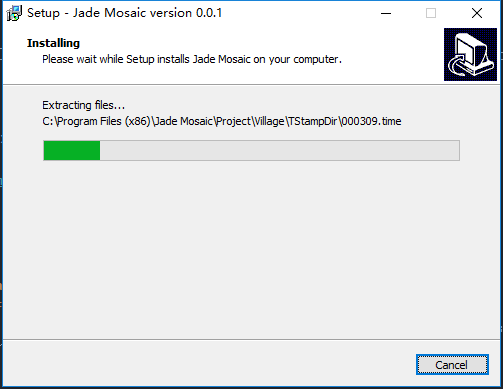 Setup - Jade Mosaic version 0.0.1
Installing
Please wait while Setup installs Jade Mosaic on your computer.
Extracting files...
C:\Program Files (x86)\Jade Mosaic\Project\Village\TStampDir\000309.time
Cancel